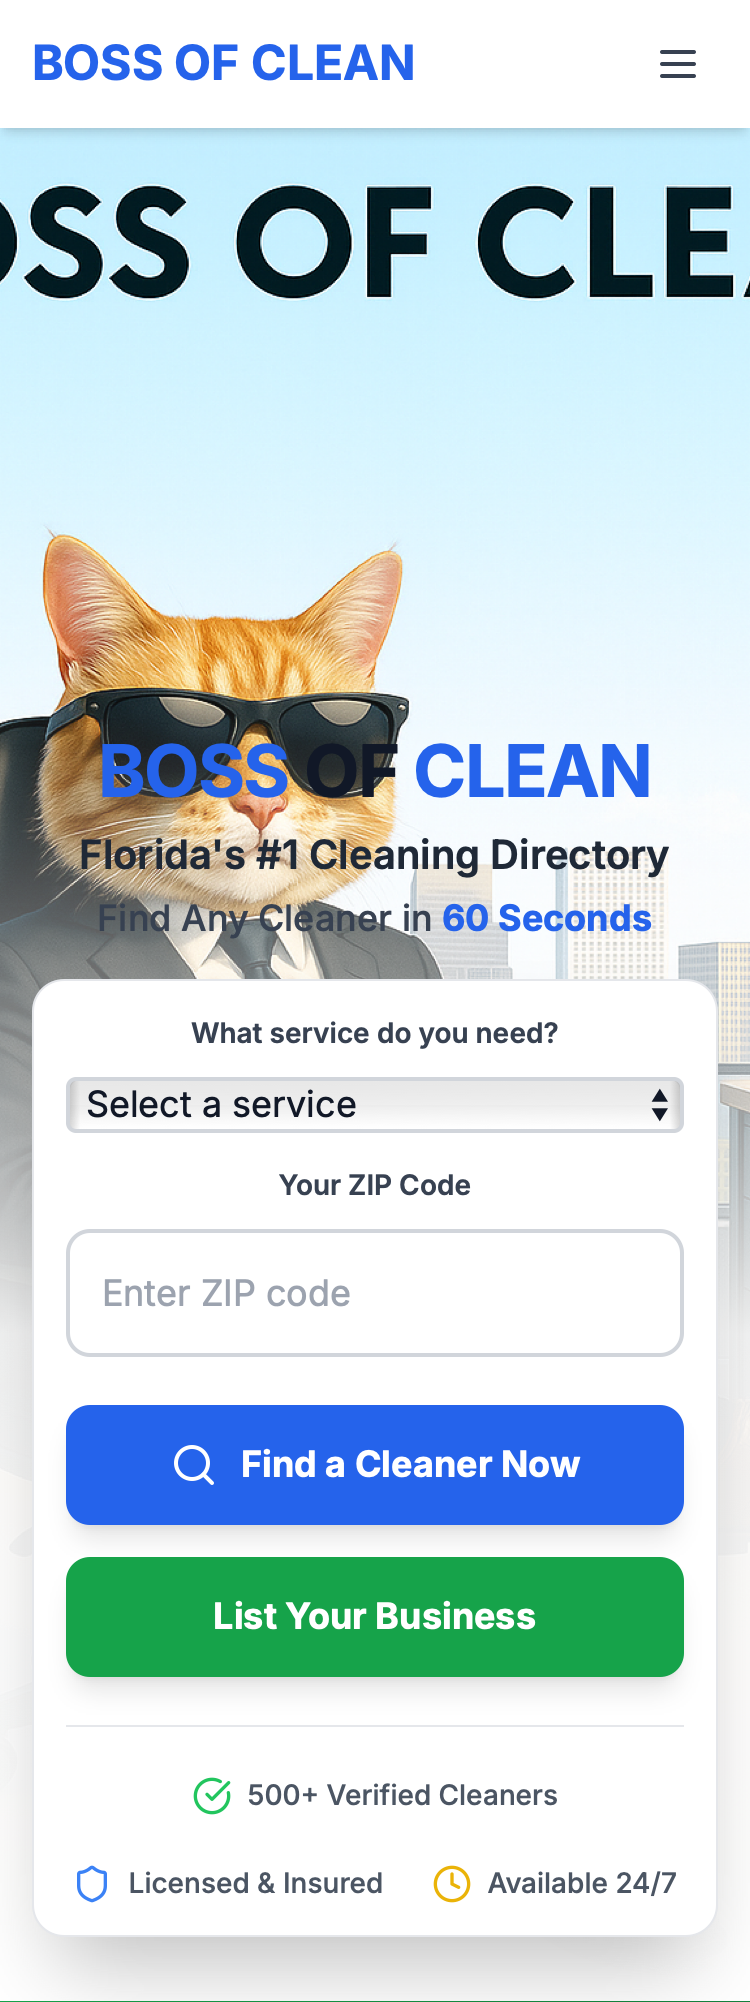 BOSS OF CLEAN
OSS OF CLEA
BOSS OF CLEAN
Florida's #1 Cleaning Directory
Find Any Cleaner in 60 Seconds
What service do you need?
Select a service
Your ZIP Code
Enter ZIP code
Find a Cleaner Now
List Your Business
500+ Verified Cleaners
Licensed & Insured Available 24/7